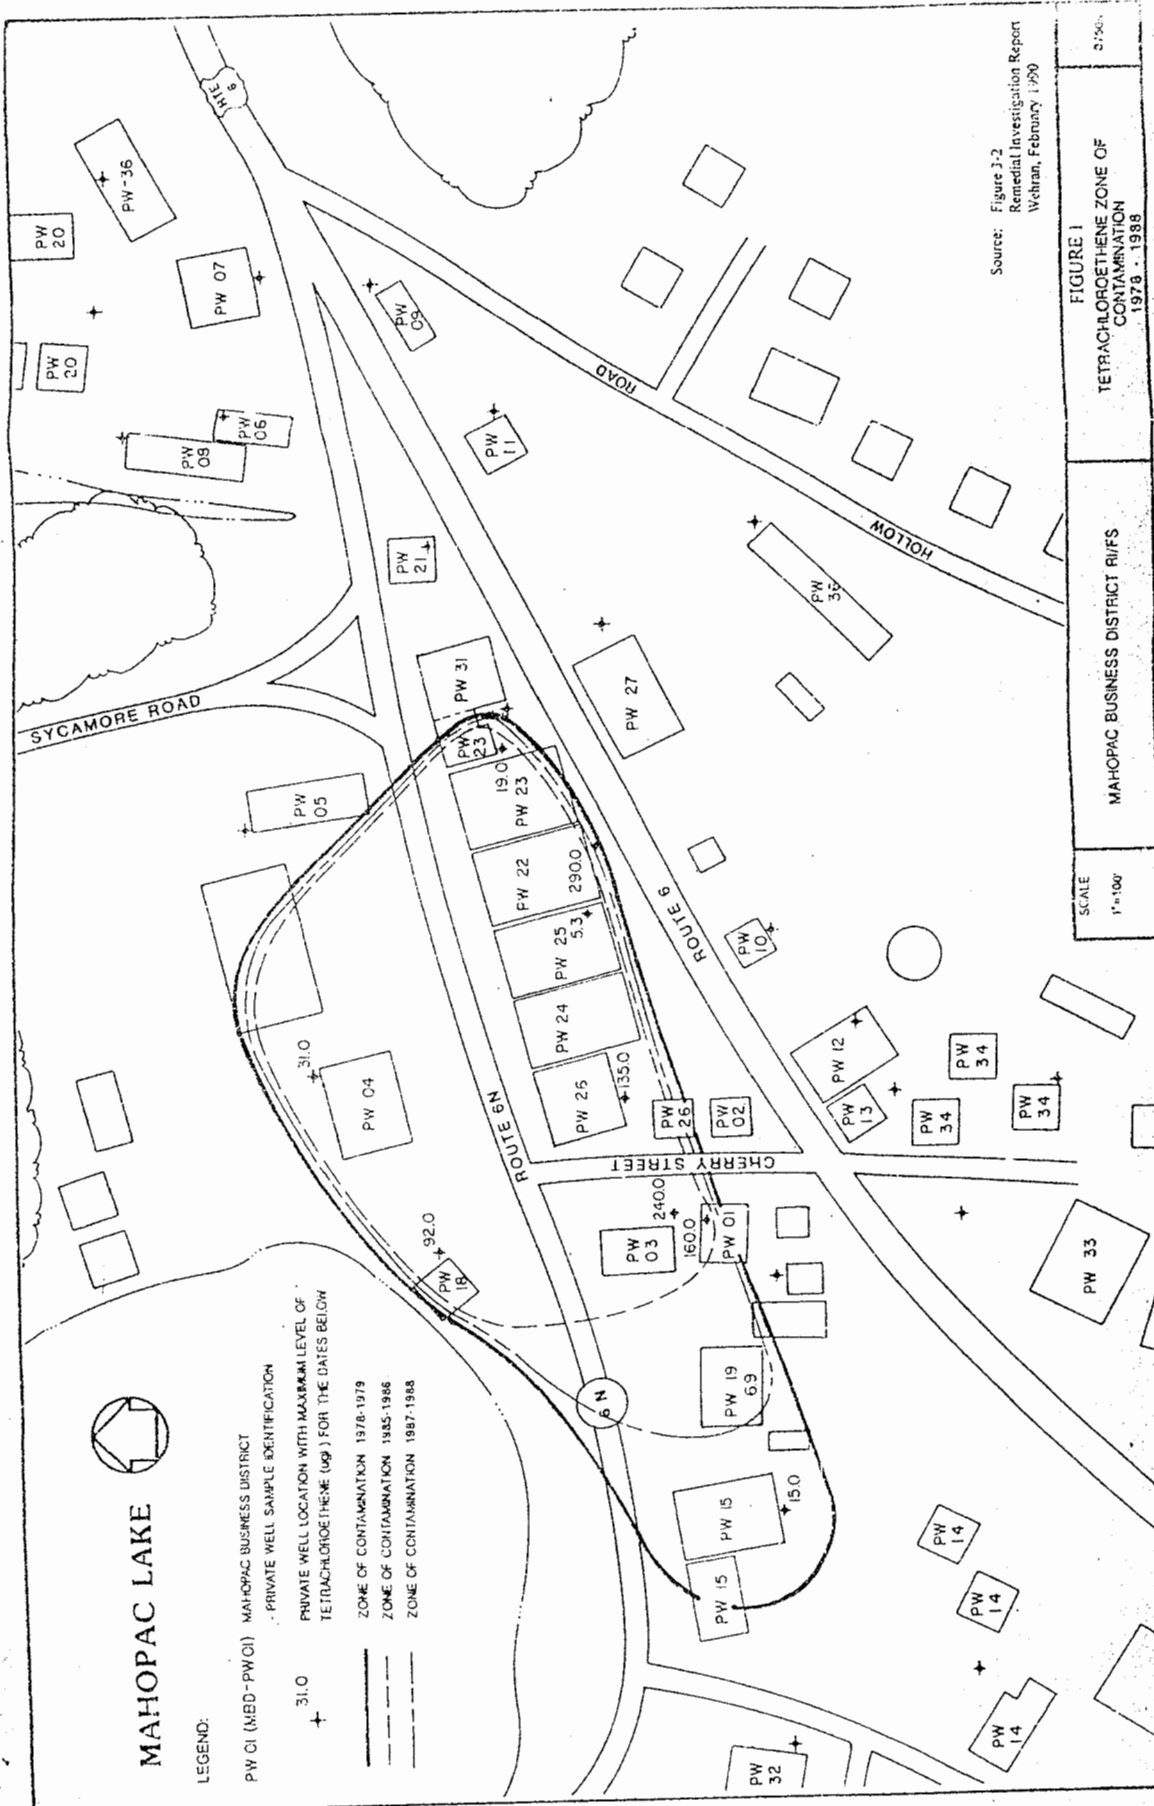 MAHOPAC LAKE
LEGEND:
PW 01 (MBD-PW01) MAHOPAC BUSINESS DISTRICT
PRIVATE WELL SAMPLE IDENTIFICATION
31.0 PRIVATE WELL LOCATION WITH MAXIMUM LEVEL OF
TETRACHLOROETHENE (ug/l) FOR THE DATES BELOW
ZONE OF CONTAMINATION 1978-1979
ZONE OF CONTAMINATION 1985-1986
ZONE OF CONTAMINATION 1987-1988
SYCAMORE ROAD
RTE
6
PW
20
PW-36
PW 07
PW
20
PW
09
PW
06
PW
08
PW
11
PW
21
PW 31
PW
23
19.0
PW 23
PW
05
PW 22
290.0
PW 25
5.3
PW 24
PW 26
135.0
PW
26
PW
02
31.0
PW 04
92.0
PW
18
ROUTE 6N
CHERRY STREET
ROUTE 6
HOLLOW
ROAD
PW 27
PW
36
PW
10
PW 12
PW
13
PW
34
PW
34
PW
34
PW 33
PW
03
240.0
160.0
PW 01
6 N
PW 19
69
PW 15
15.0
PW 15
PW
14
PW
14
PW
14
PW
32
Source: Figure 3-2
Remedial Investigation Report
Wehran, February 1990
SCALE
1"=100'
MAHOPAC BUSINESS DISTRICT RI/FS
FIGURE 1
TETRACHLOROETHENE ZONE OF
CONTAMINATION
1978 - 1988